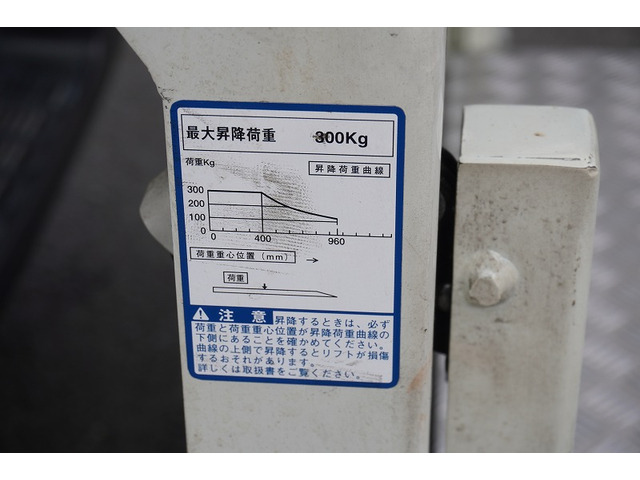 最大昇降荷重 300Kg
荷重Kg
昇降荷重曲線
300
200
100
0
0 400 960
荷重重心位置(mm) →
荷重
⚠ 注意 昇降するときは、必ず
荷重と荷重重心位置が昇降荷重曲線の
下側にあることを確かめてください。
曲線の上側で昇降するとリフトが損傷
するおそれがあります。
詳しくは取扱書をご覧ください。